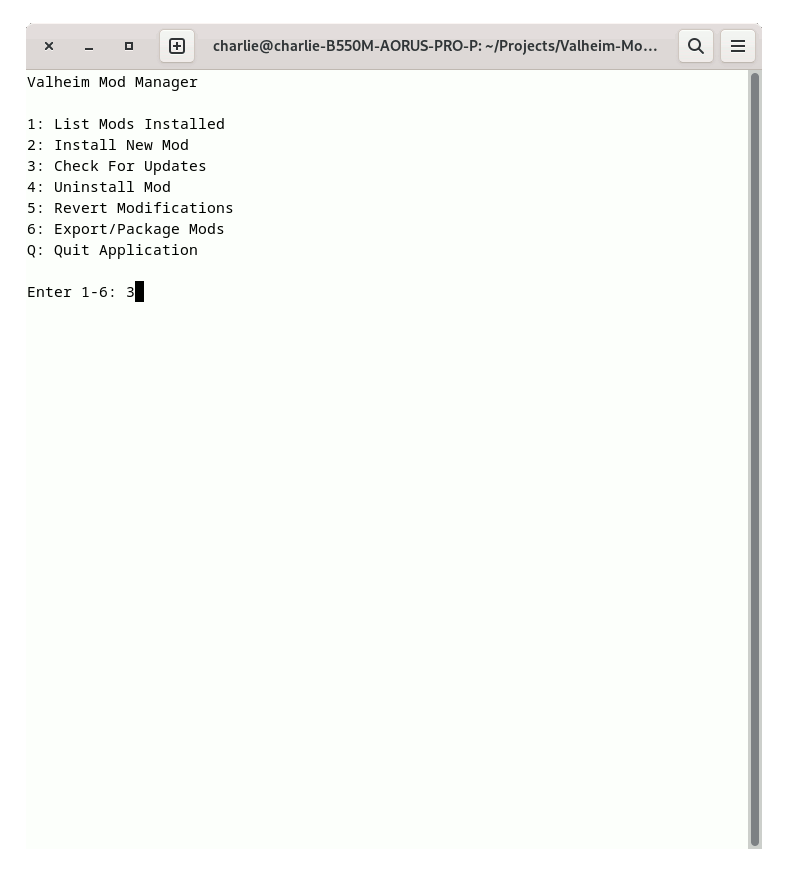 charlie@charlie-B550M-AORUS-PRO-P: ~/Projects/Valheim-Mo...
Valheim Mod Manager
1: List Mods Installed
2: Install New Mod
3: Check For Updates
4: Uninstall Mod
5: Revert Modifications
6: Export/Package Mods
Q: Quit Application
Enter 1-6: 3